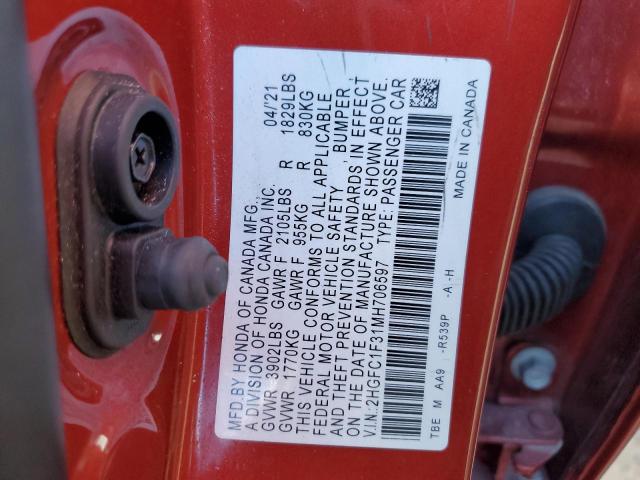 MFD.BY HONDA OF CANADA MFG., 04/'21
A DIVISION OF HONDA CANADA INC.
GVWR 3902LBS GAWR F 2105LBS R 1829LBS
GVWR 1770KG GAWR F 955KG R 830KG
THIS VEHICLE CONFORMS TO ALL APPLICABLE
FEDERAL MOTOR VEHICLE SAFETY , BUMPER ,
AND THEFT PREVENTION STANDARDS IN EFFECT
ON THE DATE OF MANUFACTURE SHOWN ABOVE.
V.I.N.:2HGFC1F31MH706597 TYPE: PASSENGER CAR
TBE M AA9 -R539P -A -H MADE IN CANADA